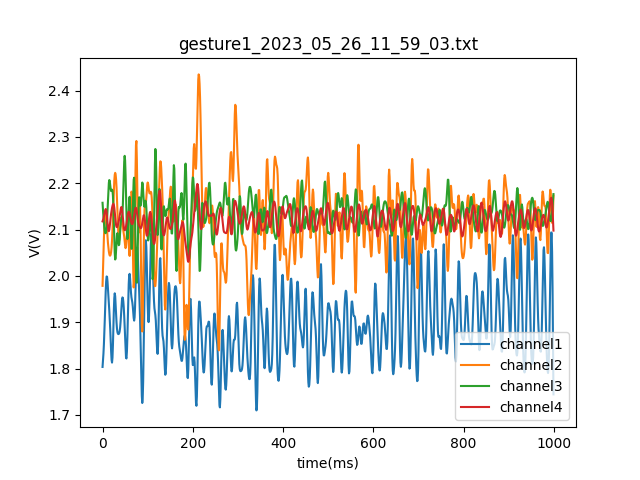 gesture1_2023_05_26_11_59_03.txt
V(V)
2.4
2.3
2.2
2.1
2.0
1.9
1.8
1.7
channel1
channel2
channel3
channel4
0 200 400 600 800 1000
time(ms)